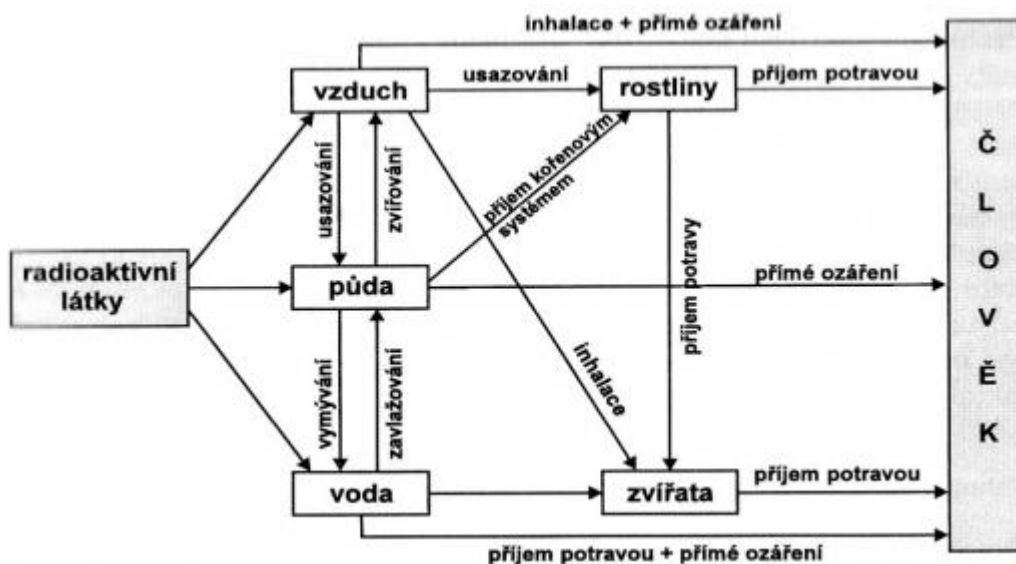 inhalace + přímé ozáření
vzduch
usazování
rostliny
příjem potravou
usazování
zvířování
příjem kořenovým
systémem
radioaktivní
látky
půda
přímé ozáření
příjem potravy
vymývání
zavlažování
inhalace
voda
zvířata
příjem potravou
příjem potravou + přímé ozáření
Č
L
O
V
Ě
K